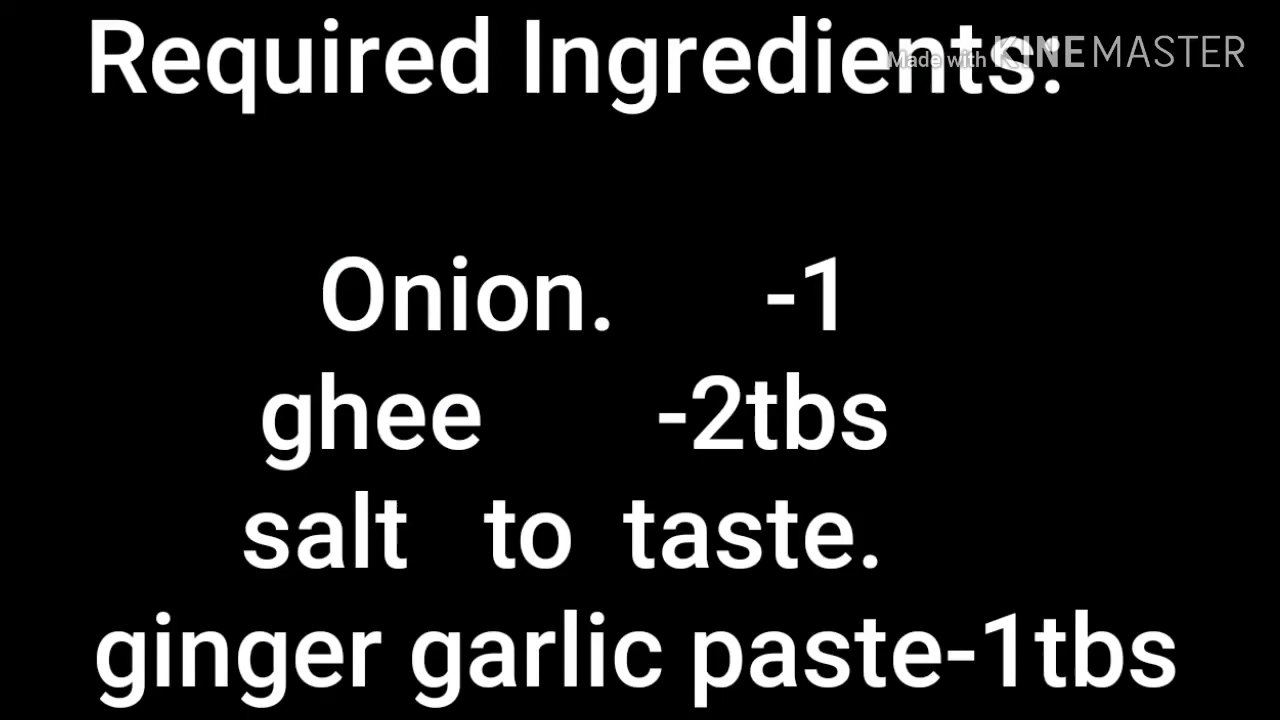 Required Ingredients:
Made with KINEMASTER
Onion. -1
ghee -2tbs
salt to taste.
ginger garlic paste-1tbs